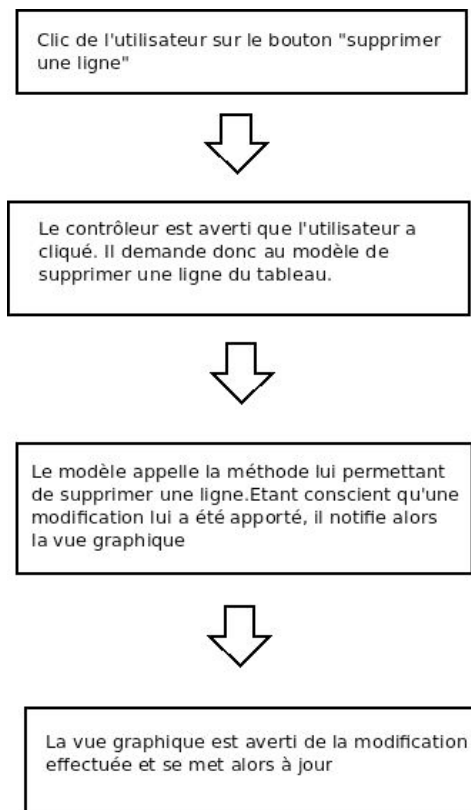 Clic de l'utilisateur sur le bouton "supprimer
une ligne"
Le contrôleur est averti que l'utilisateur a
cliqué. Il demande donc au modèle de
supprimer une ligne du tableau.
Le modèle appelle la méthode lui permettant
de supprimer une ligne.Etant conscient qu'une
modification lui a été apporté, il notifie alors
la vue graphique
La vue graphique est averti de la modification
effectuée et se met alors à jour